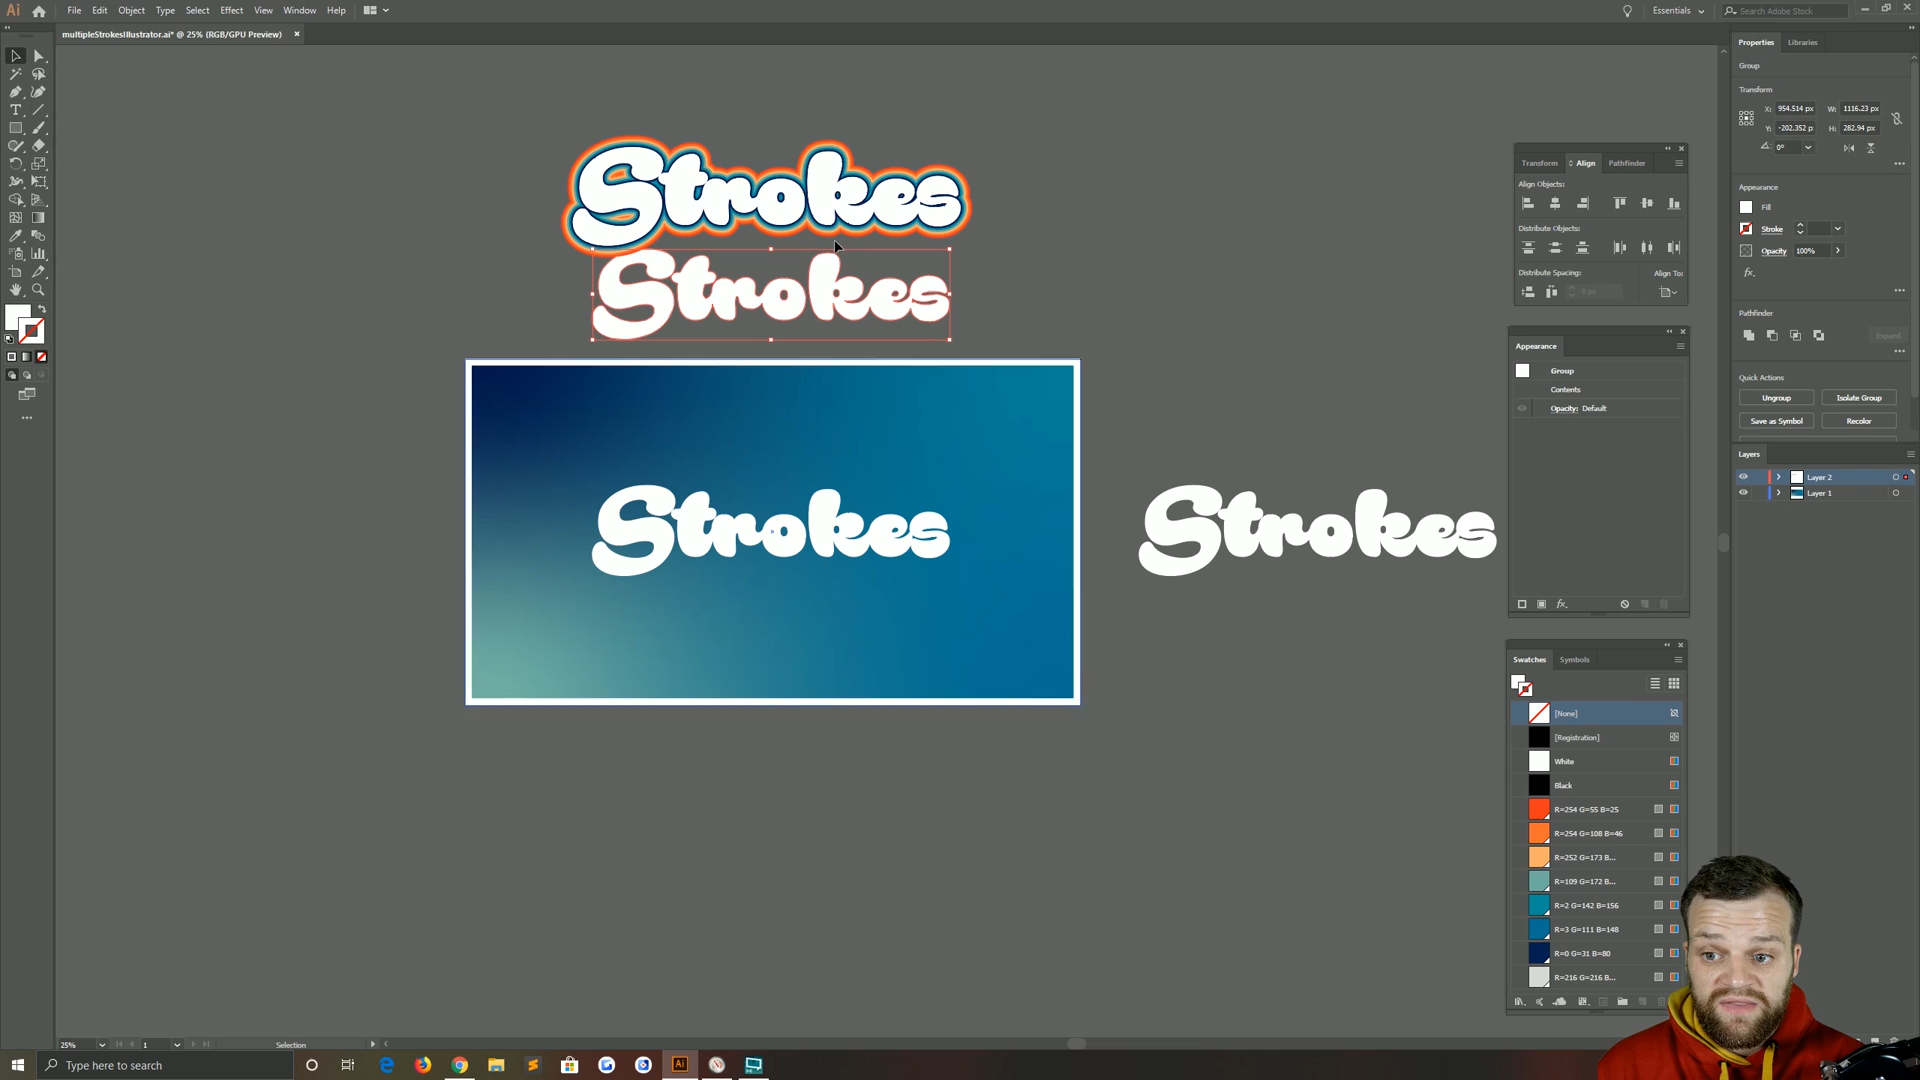 Ai File Edit Object Type Select Effect View Window Help
Essentials
Search Adobe Stock
multipleStrokesIllustrator.ai* @ 25% (RGB/GPU Preview)
Properties Libraries
Group
Transform
X: 954.514 px W: 1116.23 px
Y: -202.352 p H: 282.94 px
0°
Appearance
Fill
Stroke
Opacity 100%
fx.
Pathfinder
Expand
Quick Actions
Ungroup Isolate Group
Save as Symbol Recolor
Layers
Layer 2
Layer 1
Transform Align Pathfinder
Align Objects:
Distribute Objects:
Distribute Spacing: Align To:
Appearance
Group
Contents
Opacity: Default
fx.
Swatches Symbols
[None]
[Registration]
White
Black
R=254 G=55 B=25
R=254 G=108 B=46
R=252 G=173 B...
R=109 G=172 B...
R=2 G=142 B=156
R=3 G=111 B=148
R=0 G=31 B=80
R=216 G=216 B...
Strokes
Strokes
Strokes
Strokes
25% 1 Selection
Type here to search
Ai